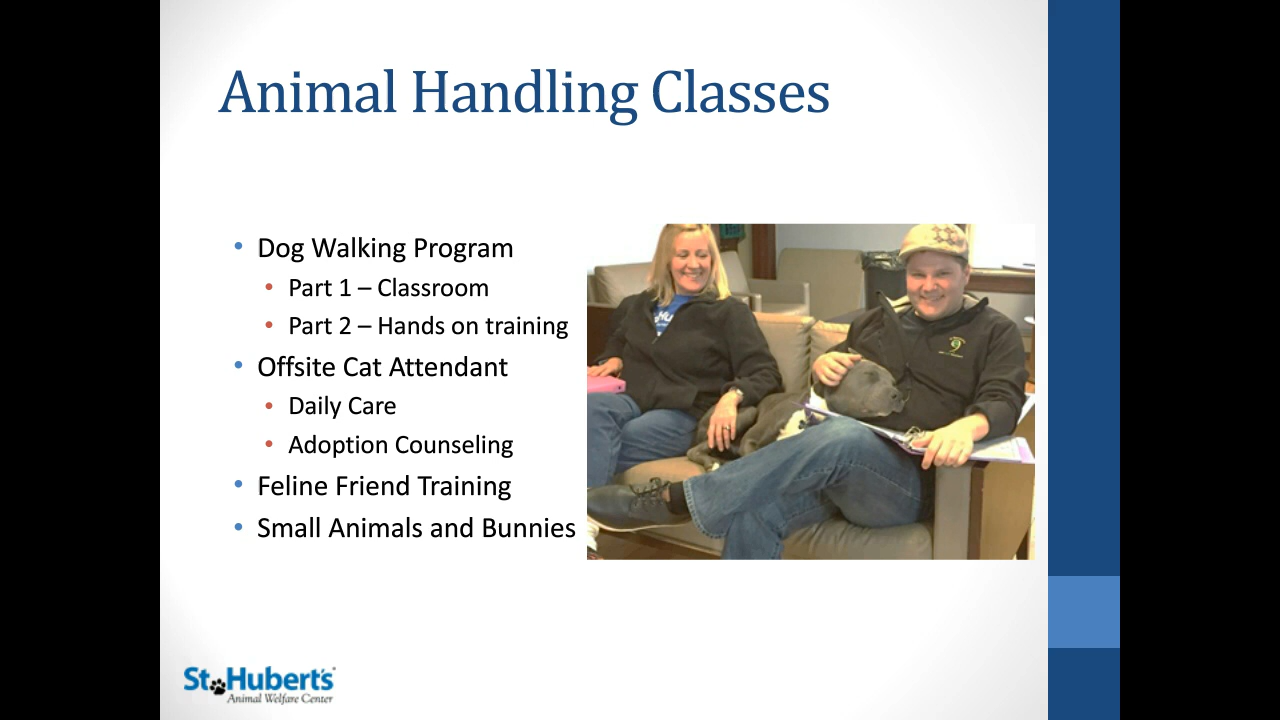 Animal Handling Classes
• Dog Walking Program
• Part 1 – Classroom
• Part 2 – Hands on training
• Offsite Cat Attendant
• Daily Care
• Adoption Counseling
• Feline Friend Training
• Small Animals and Bunnies
St. Hubert's
Animal Welfare Center